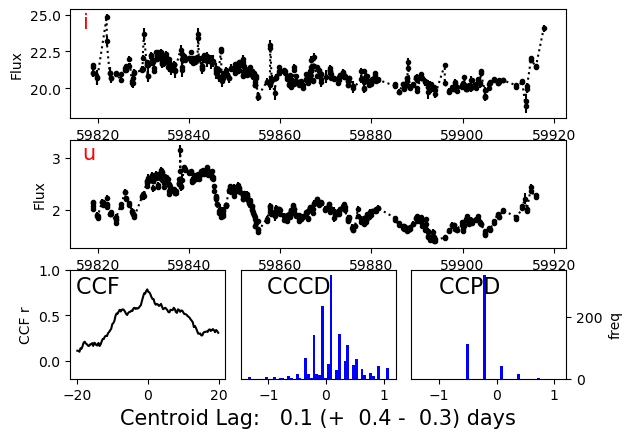 i
25.0
22.5
20.0
Flux
59820 59840 59860 59880 59900 59920
u
3
2
Flux
59820 59840 59860 59880 59900 59920
CCF CCCD CCPD
1.0
0.5
0.0
CCF r
200
0
freq
−20 0 20 −1 0 1 −1 0 1
Centroid Lag: 0.1 (+ 0.4 - 0.3) days